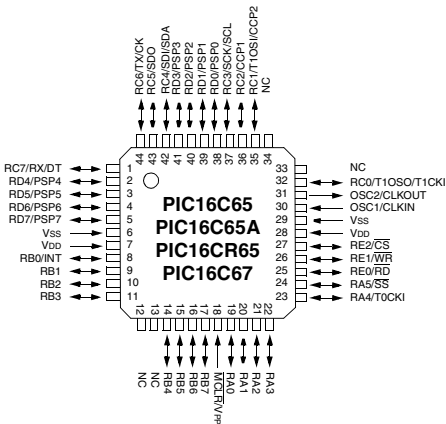 RC6/TX/CK
RC5/SDO
RC4/SDI/SDA
RD3/PSP3
RD2/PSP2
RD1/PSP1
RD0/PSP0
RC3/SCK/SCL
RC2/CCP1
RC1/T1OSI/CCP2
NC
44
43
42
41
40
39
38
37
36
35
34
RC7/RX/DT 1
RD4/PSP4 2
RD5/PSP5 3
RD6/PSP6 4
RD7/PSP7 5
VSS 6
VDD 7
RB0/INT 8
RB1 9
RB2 10
RB3 11
PIC16C65
PIC16C65A
PIC16CR65
PIC16C67
33 NC
32 RC0/T1OSO/T1CKI
31 OSC2/CLKOUT
30 OSC1/CLKIN
29 VSS
28 VDD
27 RE2/CS
26 RE1/WR
25 RE0/RD
24 RA5/SS
23 RA4/T0CKI
12
13
14
15
16
17
18
19
20
21
22
NC
NC
RB4
RB5
RB6
RB7
MCLR/VPP
RA0
RA1
RA2
RA3